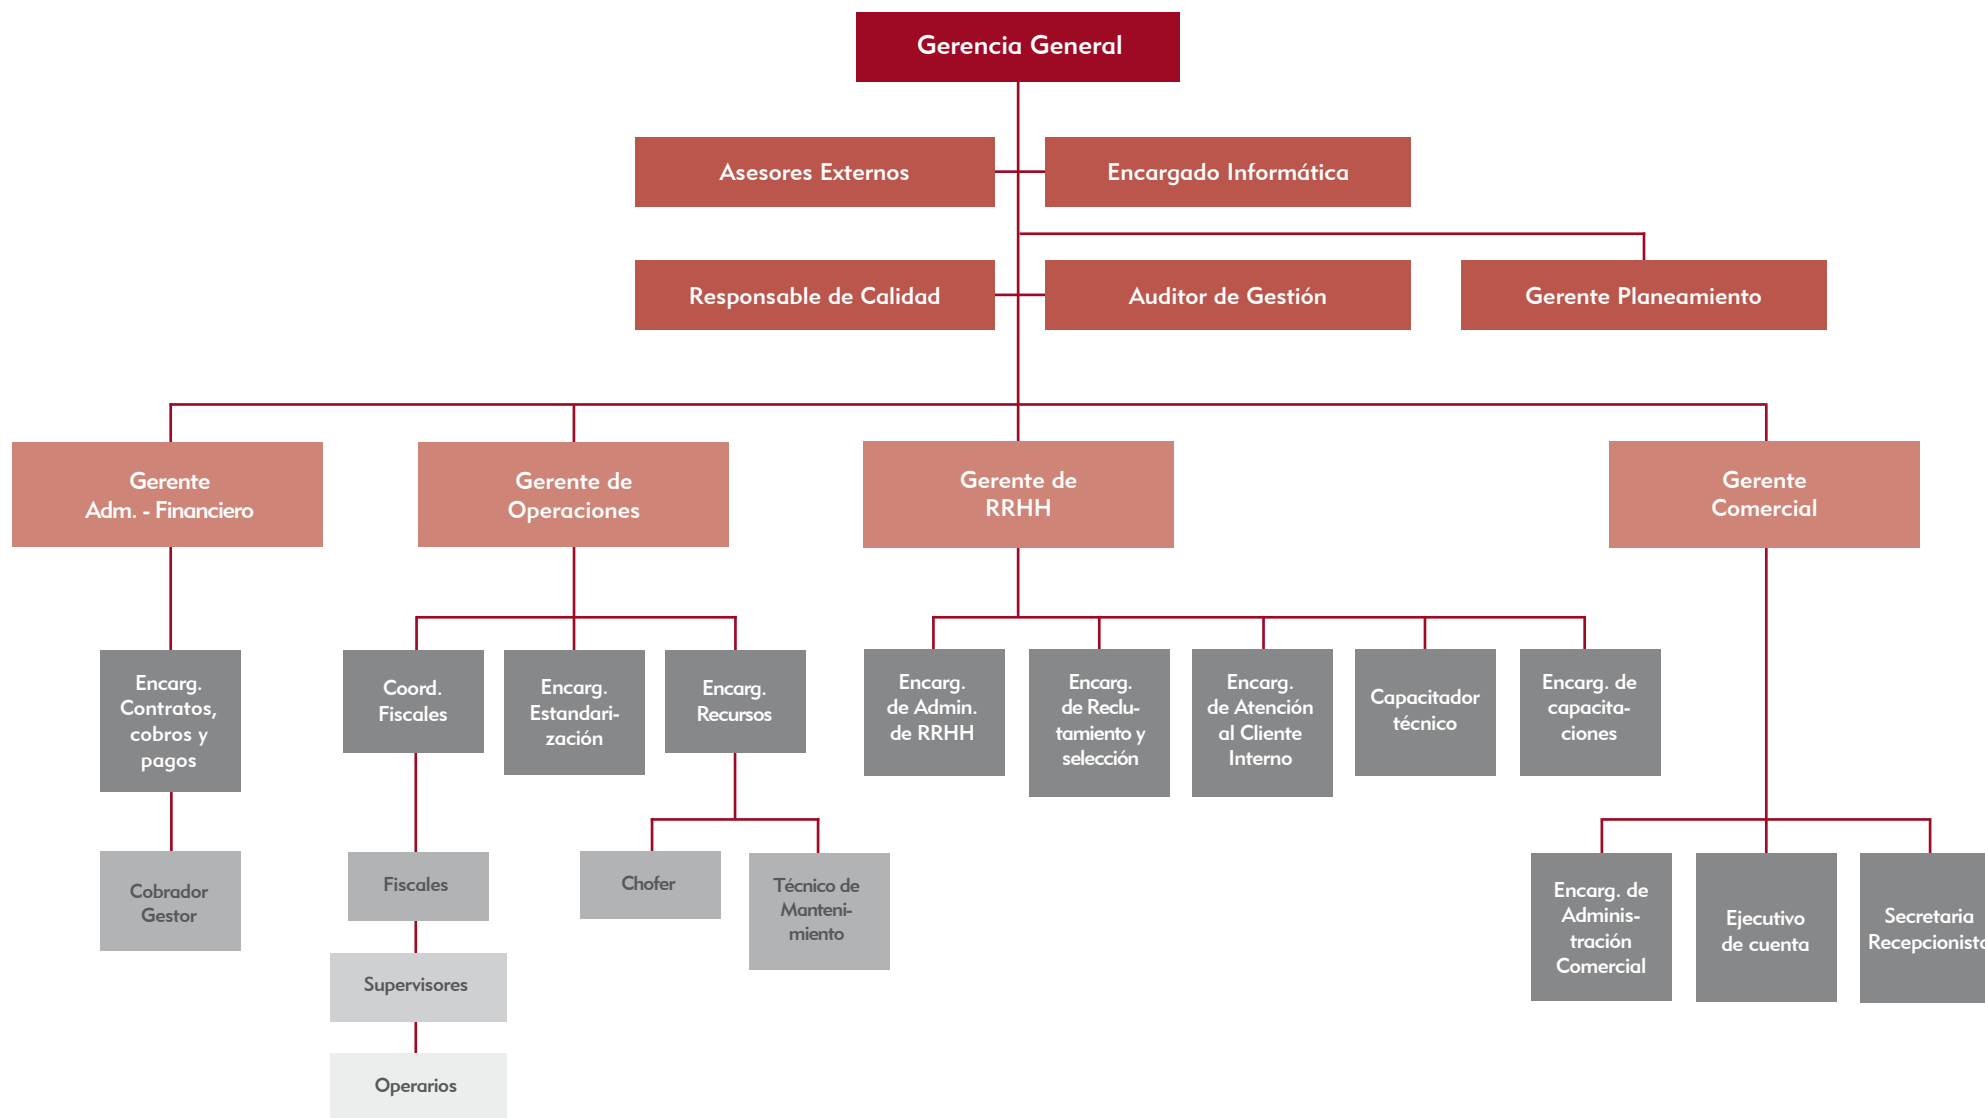 Gerencia General
Asesores Externos
Encargado Informática
Responsable de Calidad
Auditor de Gestión
Gerente Planeamiento
Gerente
Adm. - Financiero
Gerente de
Operaciones
Gerente de
RRHH
Gerente
Comercial
Encarg.
Contratos,
cobros y
pagos
Coord.
Fiscales
Encarg.
Estandari-
zación
Encarg.
Recursos
Encarg.
de Admin.
de RRHH
Encarg.
de Reclu-
tamiento y
selección
Encarg.
de Atención
al Cliente
Interno
Capacitador
técnico
Encarg. de
capacita-
ciones
Cobrador
Gestor
Fiscales
Chofer
Técnico de
Manteni-
miento
Encarg. de
Adminis-
tración
Comercial
Ejecutivo
de cuenta
Secretaria
Recepcionista
Supervisores
Operarios